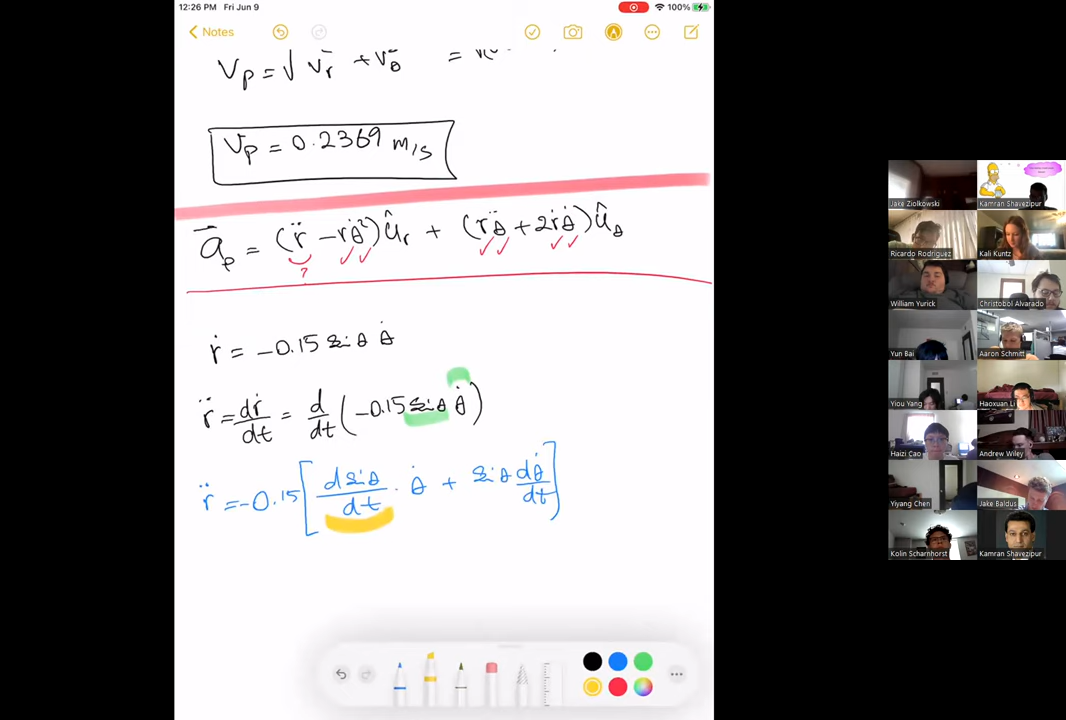 12:26 PM Fri Jun 9
100%
Notes
Vp = √ Vr² + Vθ² =
Vp = 0.2369 m/s
a⃗p = (r̈ - rθ̇²) ûr + (rθ̈ + 2ṙθ̇) ûθ
?
ṙ = -0.15 sin θ θ̇
r̈ = dṙ/dt = d/dt (-0.15 sin θ θ̇)
r̈ = -0.15 [ d sin θ/dt · θ̇ + sin θ dθ̇/dt ]
Jake Ziolkowski
Kamran Shavezipur
Ricardo Rodriguez
Kali Kuntz
William Yurick
Christobol Alvarado
Yun Bai
Aaron Schmitt
Yiou Yang
Haoxuan Li
Haizi Cao
Andrew Wiley
Yiyang Chen
Jake Baldus
Kolin Scharnhorst
Kamran Shavezipur